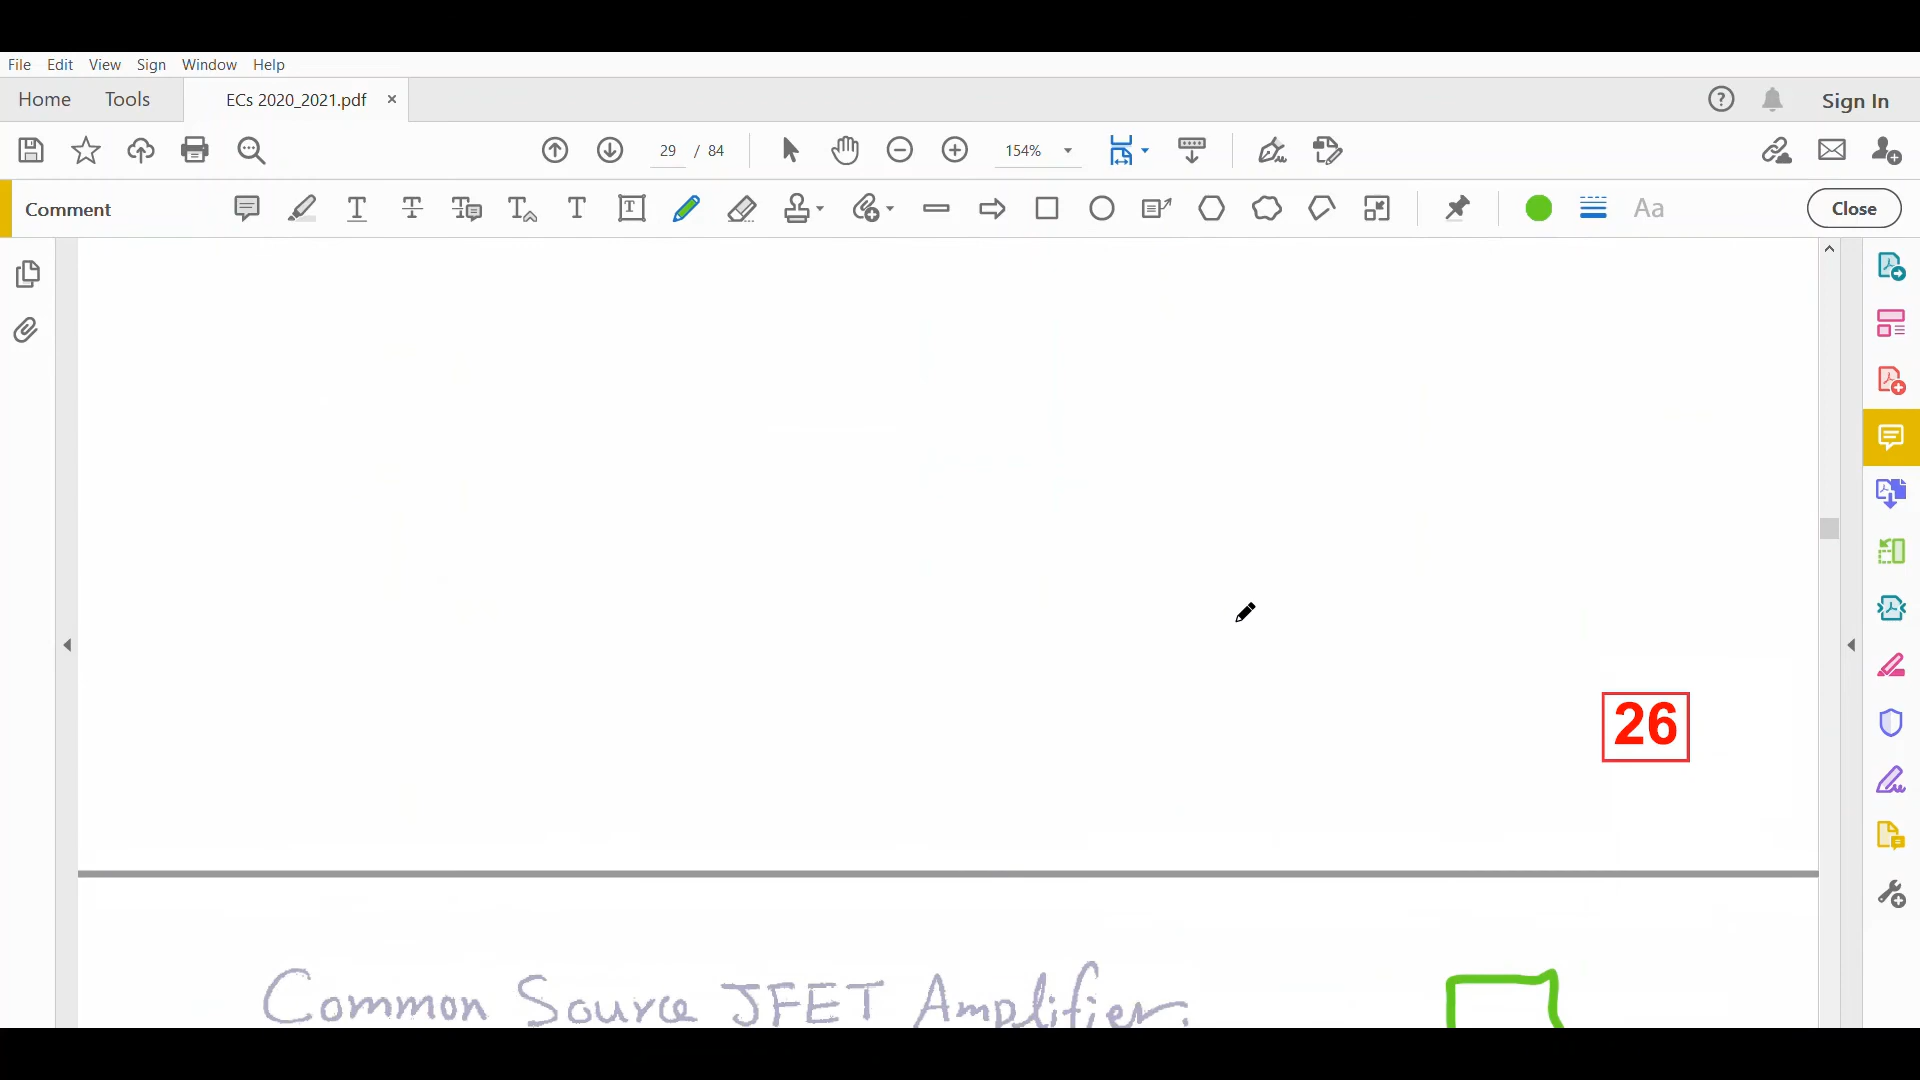 File Edit View Sign Window Help
Home Tools ECs 2020_2021.pdf × Sign In
29 / 84 154%
Comment Aa Close
26
Common Source JFET Amplifier.